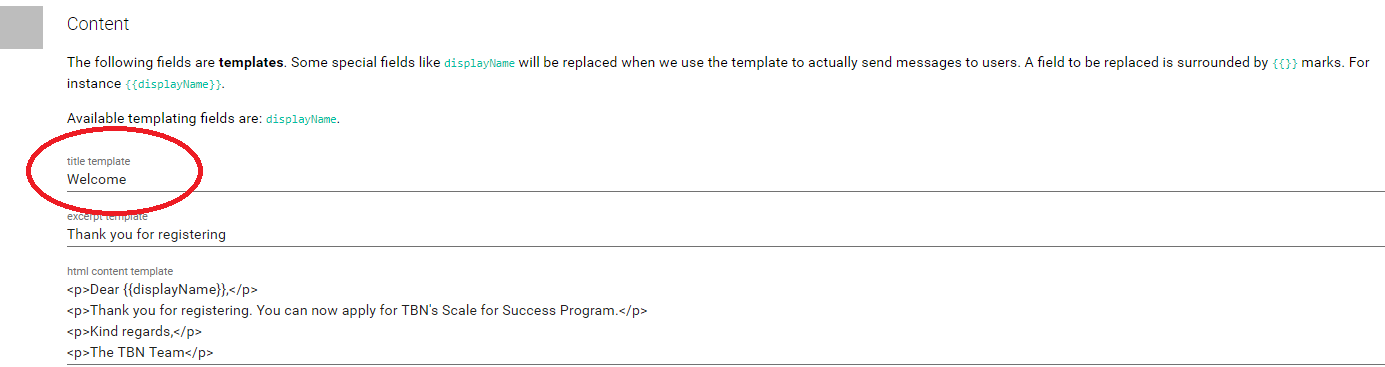 Content
The following fields are templates. Some special fields like displayName will be replaced when we use the template to actually send messages to users. A field to be replaced is surrounded by {{}} marks. For
instance {{displayName}}.
Available templating fields are: displayName.
title template
Welcome
excerpt template
Thank you for registering
html content template
<p>Dear {{displayName}},</p>
<p>Thank you for registering. You can now apply for TBN's Scale for Success Program.</p>
<p>Kind regards,</p>
<p>The TBN Team</p>